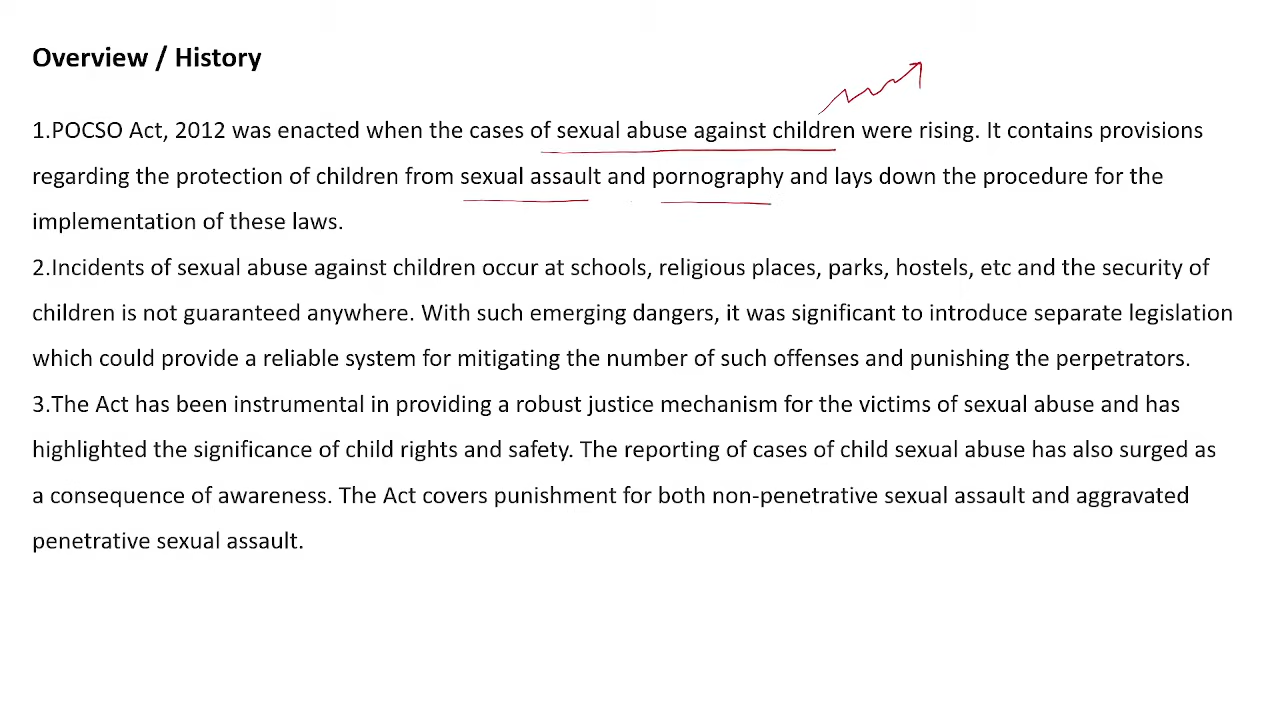 Overview / History
1.POCSO Act, 2012 was enacted when the cases of sexual abuse against children were rising. It contains provisions
regarding the protection of children from sexual assault and pornography and lays down the procedure for the
implementation of these laws.
2.Incidents of sexual abuse against children occur at schools, religious places, parks, hostels, etc and the security of
children is not guaranteed anywhere. With such emerging dangers, it was significant to introduce separate legislation
which could provide a reliable system for mitigating the number of such offenses and punishing the perpetrators.
3.The Act has been instrumental in providing a robust justice mechanism for the victims of sexual abuse and has
highlighted the significance of child rights and safety. The reporting of cases of child sexual abuse has also surged as
a consequence of awareness. The Act covers punishment for both non-penetrative sexual assault and aggravated
penetrative sexual assault.